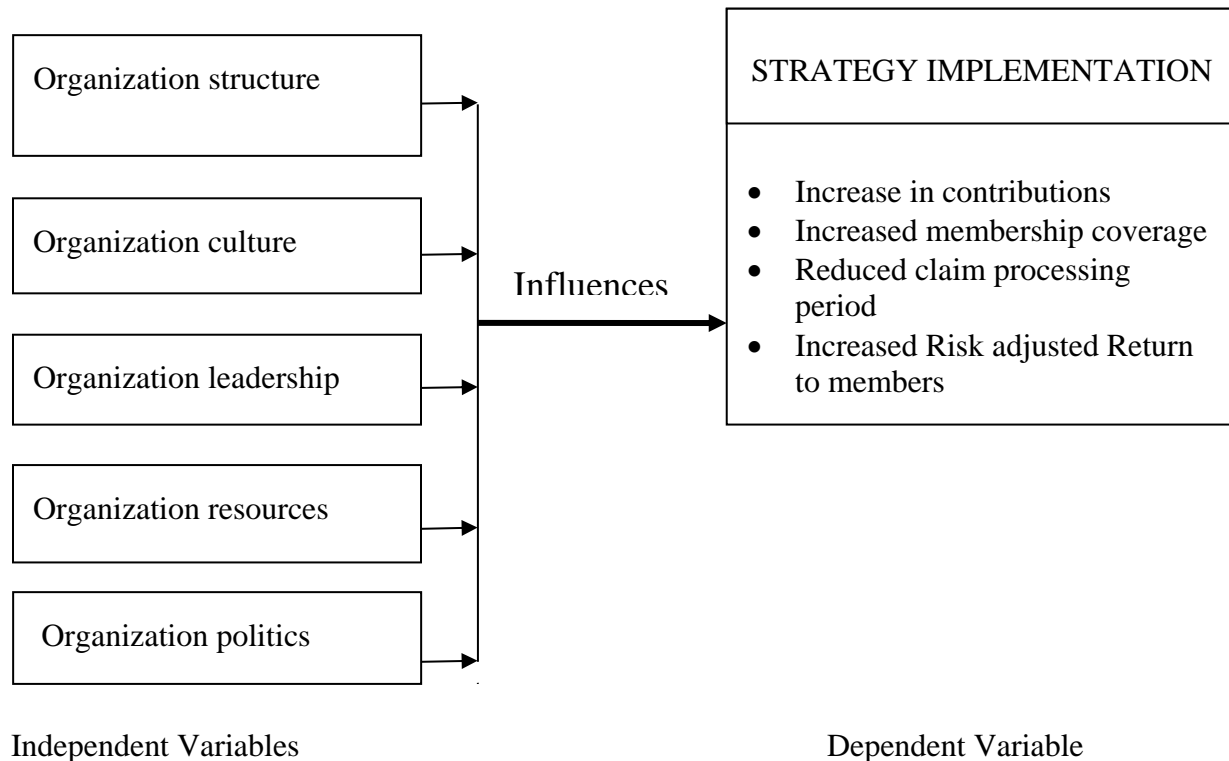 Organization structure
Organization culture
Organization leadership
Organization resources
Organization politics
Influences
STRATEGY IMPLEMENTATION
• Increase in contributions
• Increased membership coverage
• Reduced claim processing
period
• Increased Risk adjusted Return
to members
Independent Variables
Dependent Variable